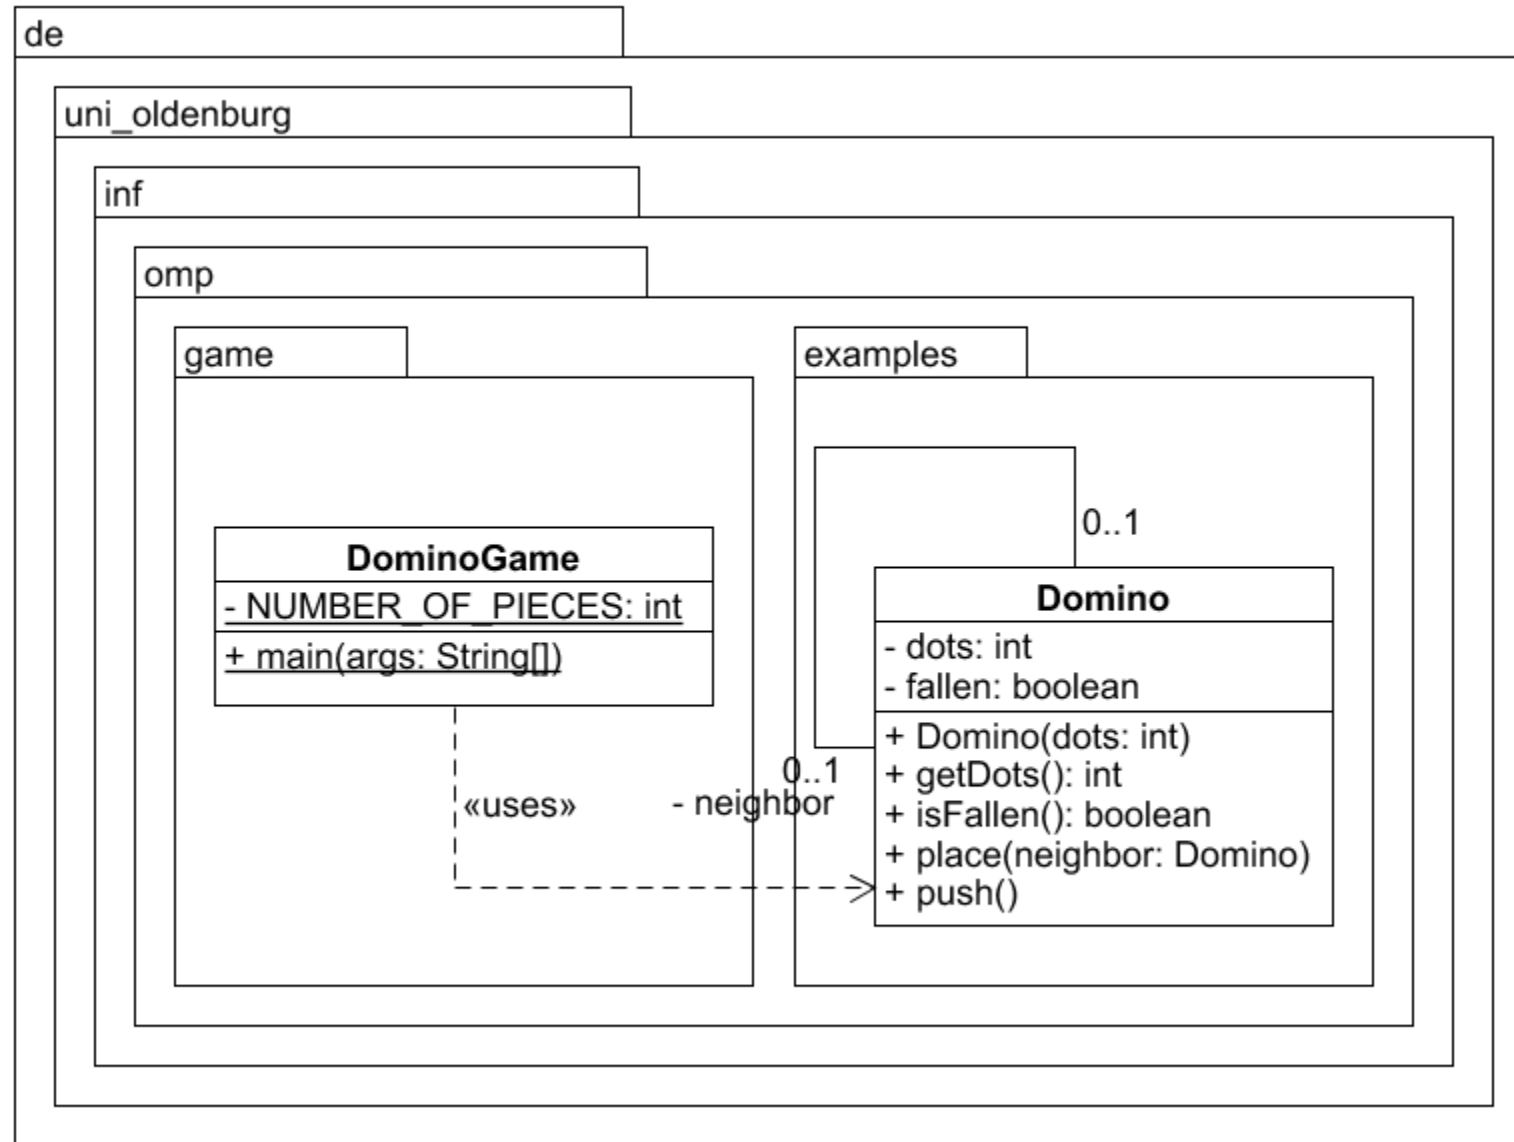 de
uni_oldenburg
inf
omp
game
examples
DominoGame
- NUMBER_OF_PIECES: int
+ main(args: String[])
«uses»
0..1
0..1
- neighbor
Domino
- dots: int
- fallen: boolean
+ Domino(dots: int)
+ getDots(): int
+ isFallen(): boolean
+ place(neighbor: Domino)
+ push()